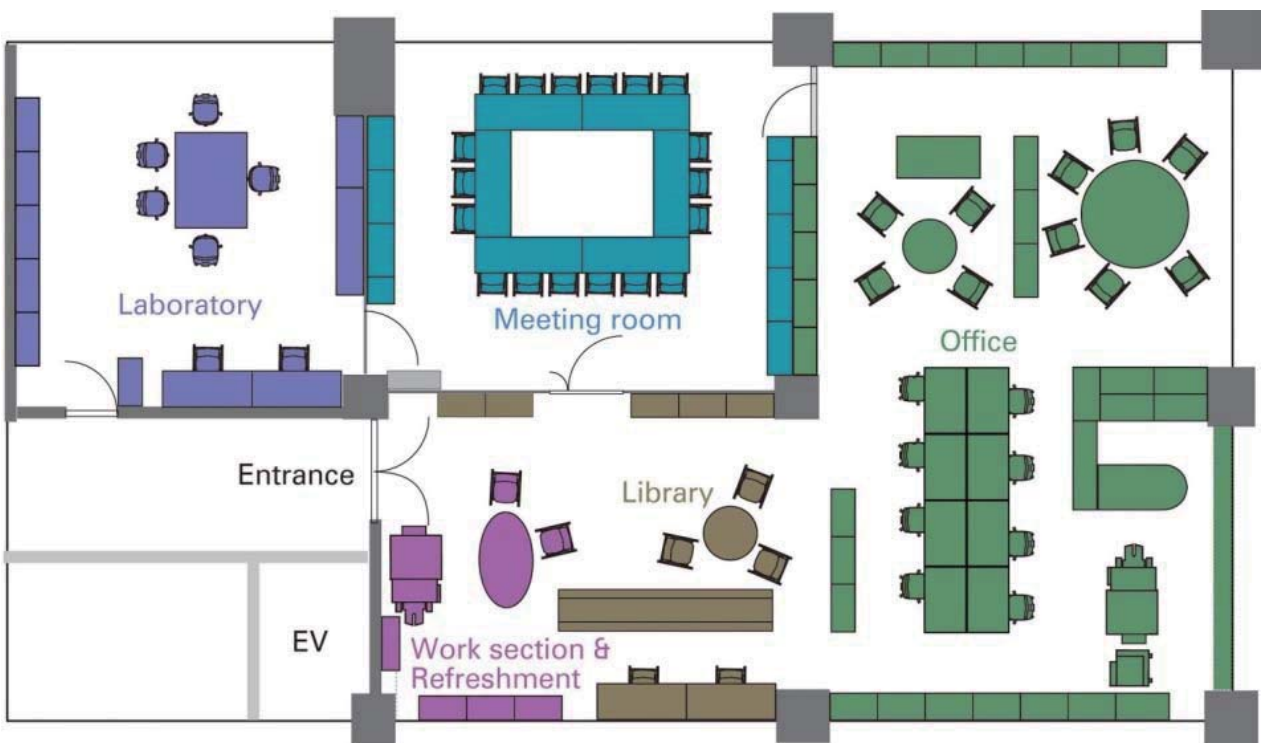 Laboratory
Meeting room
Office
Entrance
Library
EV
Work section &
Refreshment